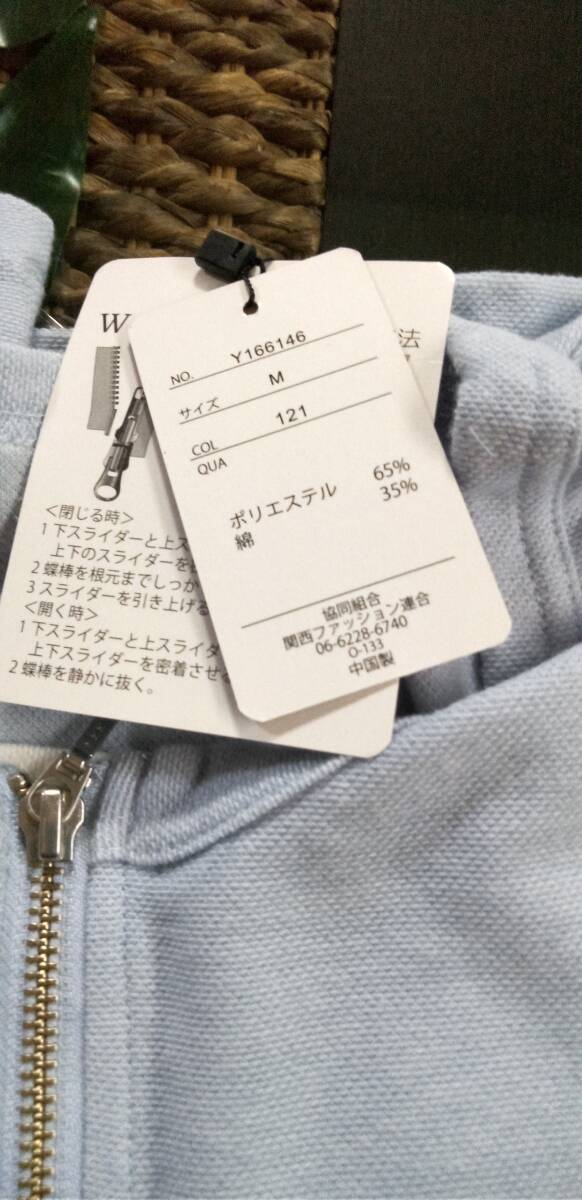 NO. Y166146
サイズ M
COL 121
QUA
ポリエステル 65%
綿 35%
協同組合
関西ファッション連合
06-6228-6740
O-133
中国製
W
法
<閉じる時>
1下スライダーと上ス
上下のスライダーを
2蝶棒を根元までしっか
3スライダーを引き上げる
<開く時>
1下スライダーと上スライダ
上下スライダーを密着させ
2蝶棒を静かに抜く。